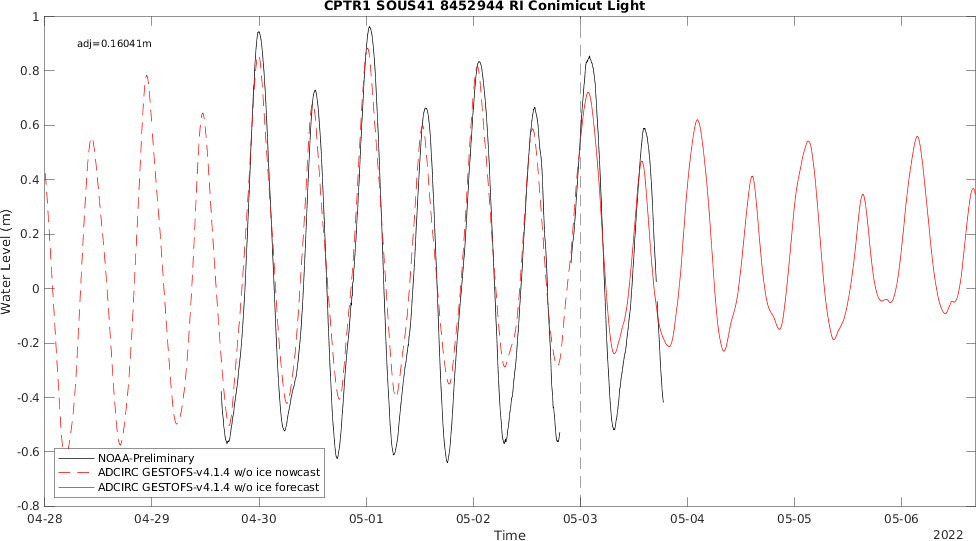 CPTR1 SOUS41 8452944 RI Conimicut Light
adj=0.16041m
1
0.8
0.6
0.4
0.2
0
-0.2
-0.4
-0.6
-0.8
Water Level (m)
NOAA-Preliminary
ADCIRC GESTOFS-v4.1.4 w/o ice nowcast
ADCIRC GESTOFS-v4.1.4 w/o ice forecast
04-28 04-29 04-30 05-01 05-02 05-03 05-04 05-05 05-06
Time
2022